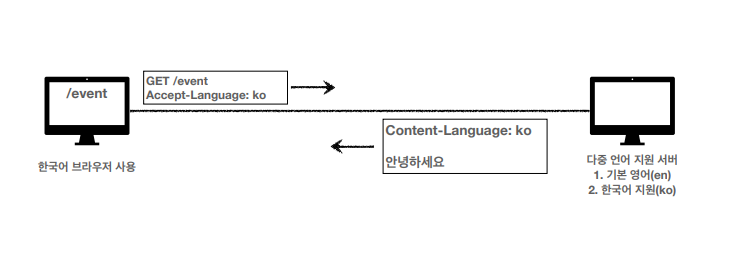 /event
GET /event
Accept-Language: ko
Content-Language: ko
안녕하세요
한국어 브라우저 사용
다중 언어 지원 서버
1. 기본 영어(en)
2. 한국어 지원(ko)